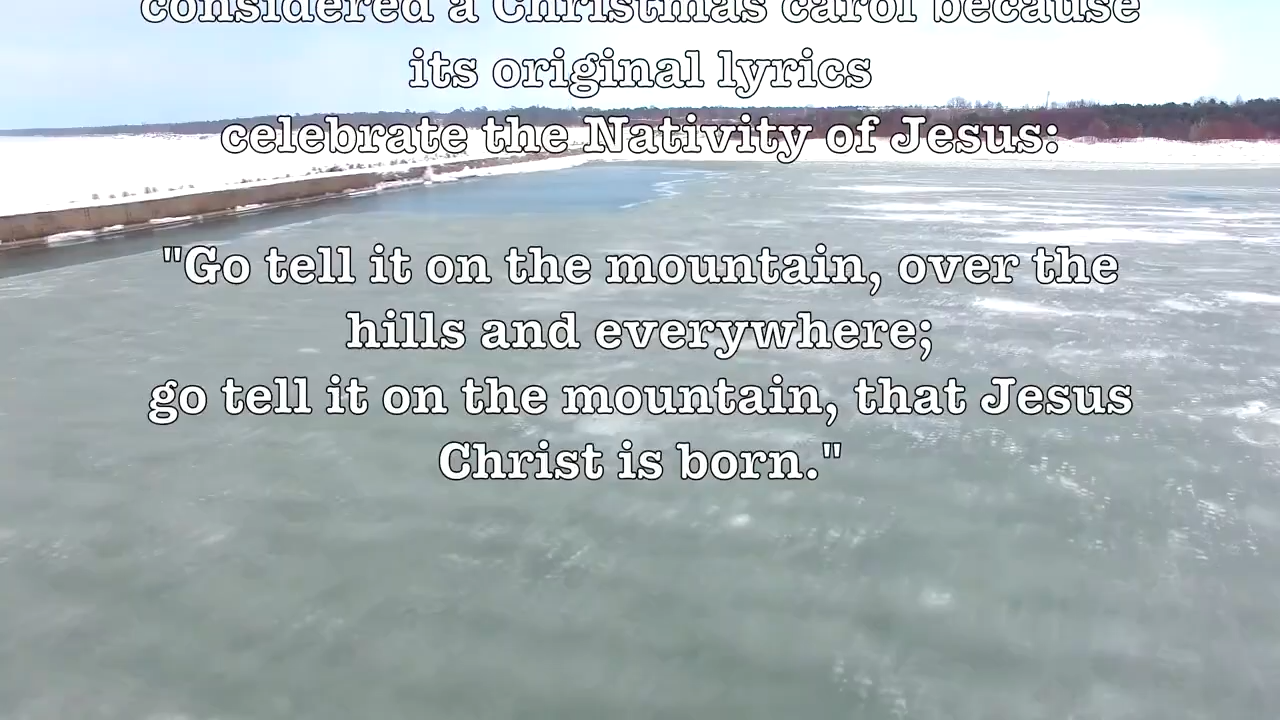 considered a Christmas carol because
its original lyrics
celebrate the Nativity of Jesus:
"Go tell it on the mountain, over the
hills and everywhere;
go tell it on the mountain, that Jesus
Christ is born."